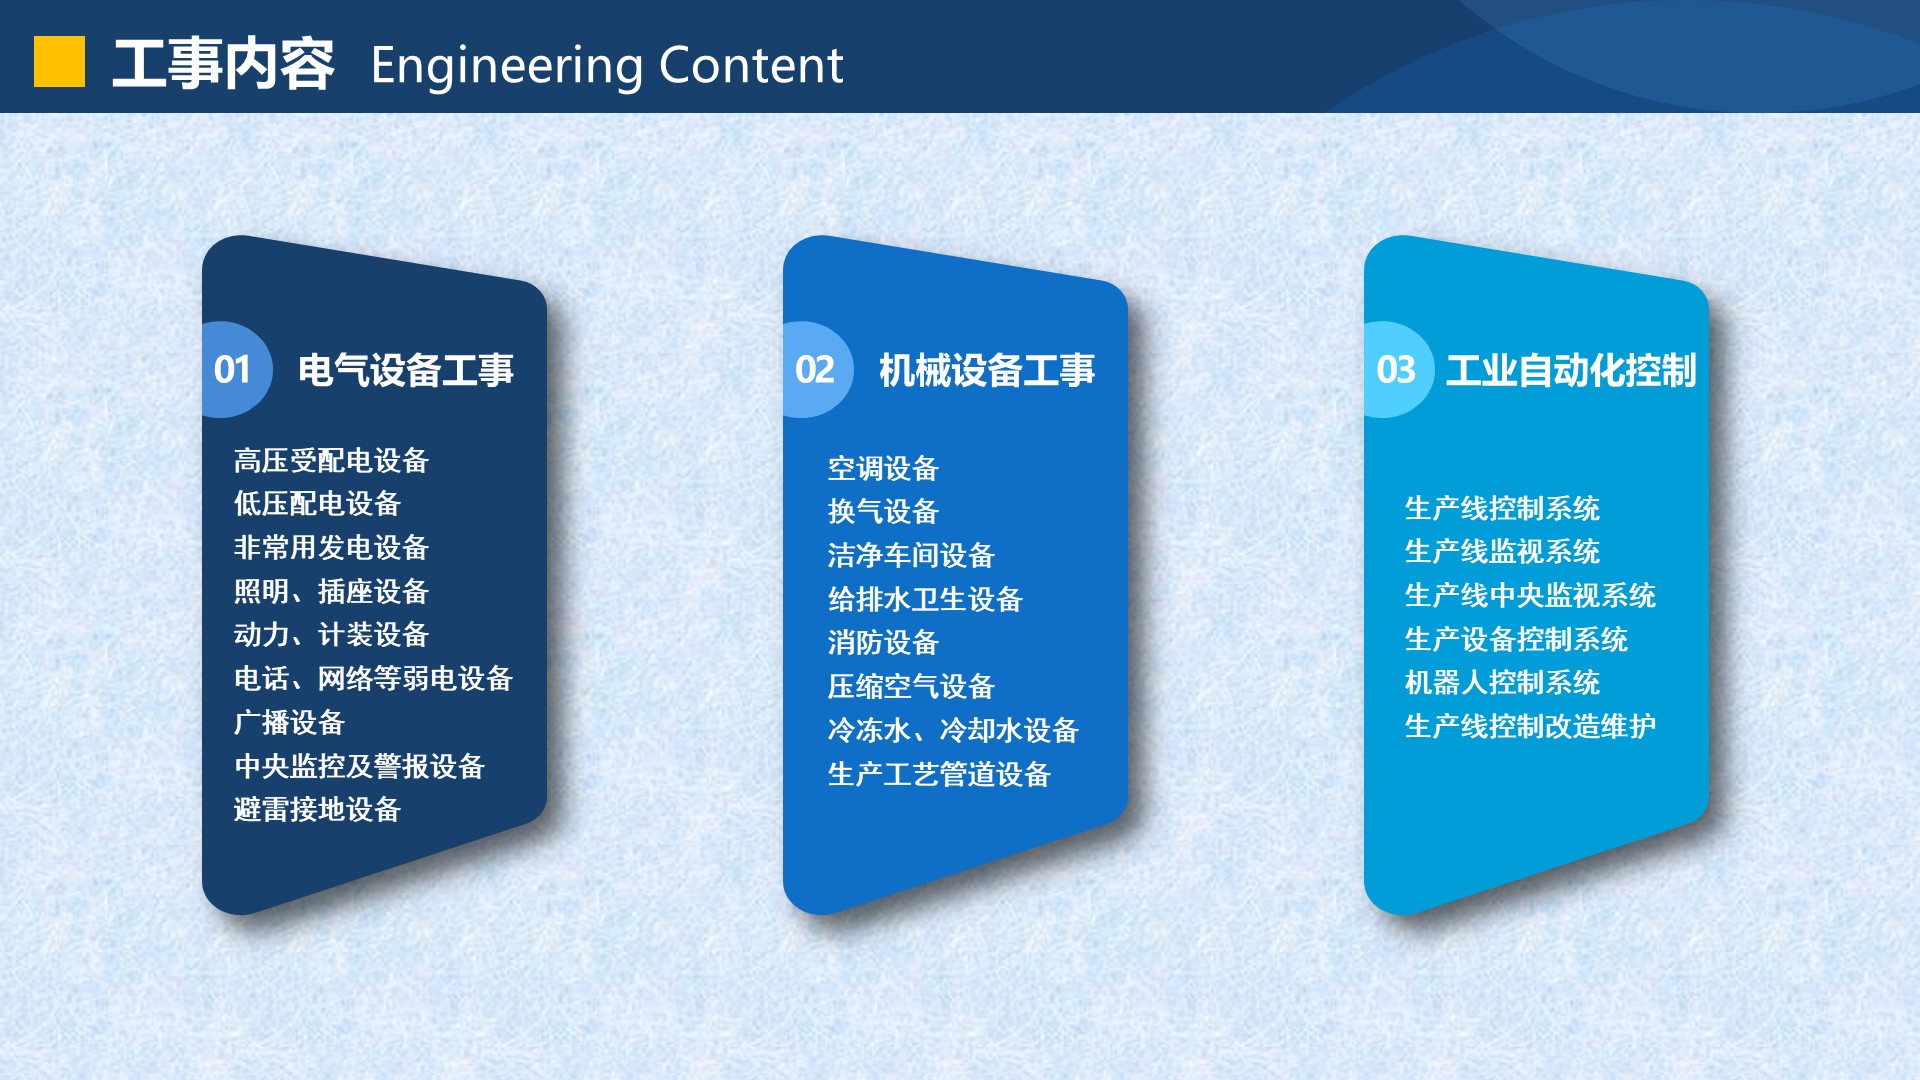 工事内容 Engineering Content
01 电气设备工事
高压受配电设备
低压配电设备
非常用发电设备
照明、插座设备
动力、计装设备
电话、网络等弱电设备
广播设备
中央监控及警报设备
避雷接地设备
02 机械设备工事
空调设备
换气设备
洁净车间设备
给排水卫生设备
消防设备
压缩空气设备
冷冻水、冷却水设备
生产工艺管道设备
03 工业自动化控制
生产线控制系统
生产线监视系统
生产线中央监视系统
生产设备控制系统
机器人控制系统
生产线控制改造维护